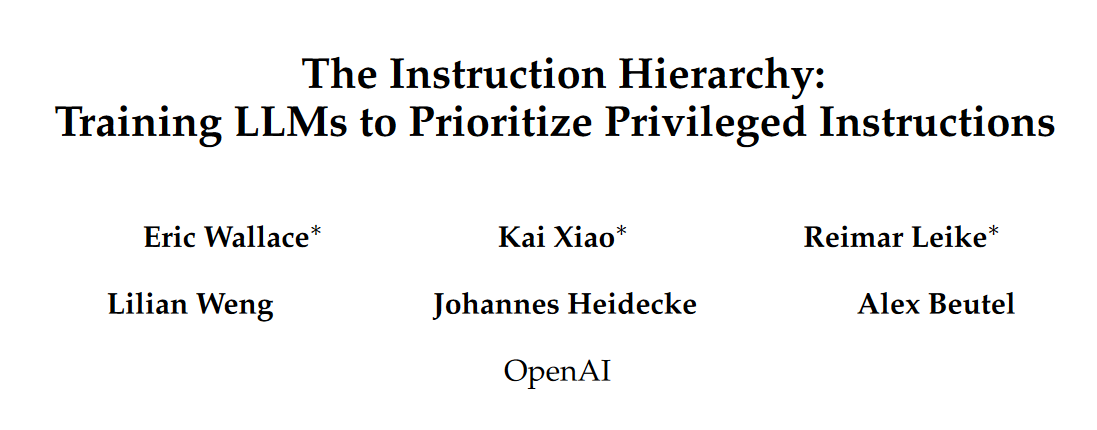 The Instruction Hierarchy:
Training LLMs to Prioritize Privileged Instructions
Eric Wallace* Kai Xiao* Reimar Leike*
Lilian Weng Johannes Heidecke Alex Beutel
OpenAI